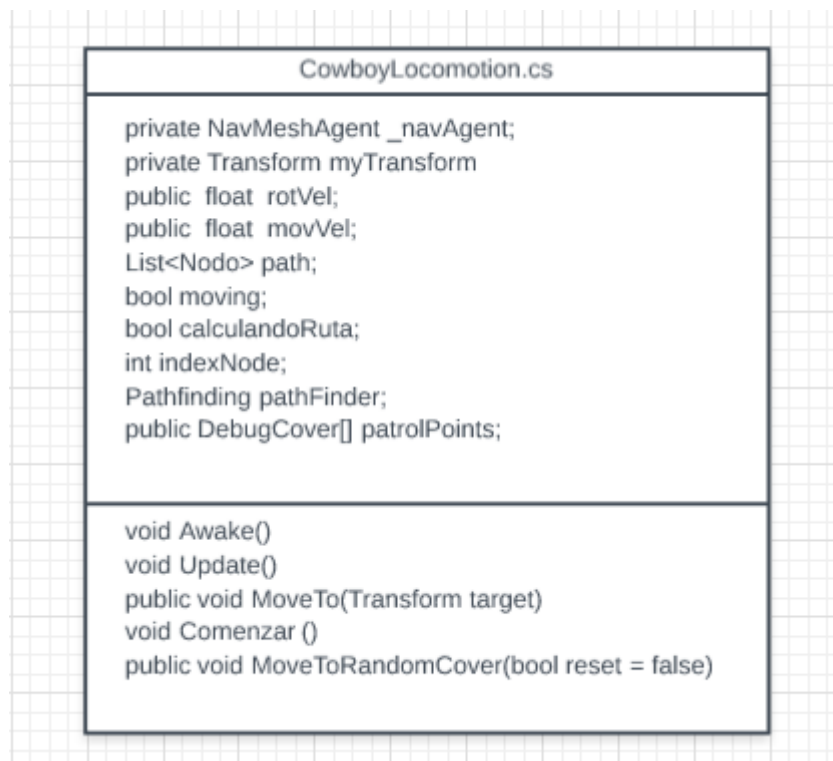 CowboyLocomotion.cs
private NavMeshAgent _navAgent;
private Transform myTransform
public float rotVel;
public float movVel;
List<Nodo> path;
bool moving;
bool calculandoRuta;
int indexNode;
Pathfinding pathFinder;
public DebugCover[] patrolPoints;
void Awake()
void Update()
public void MoveTo(Transform target)
void Comenzar ()
public void MoveToRandomCover(bool reset = false)